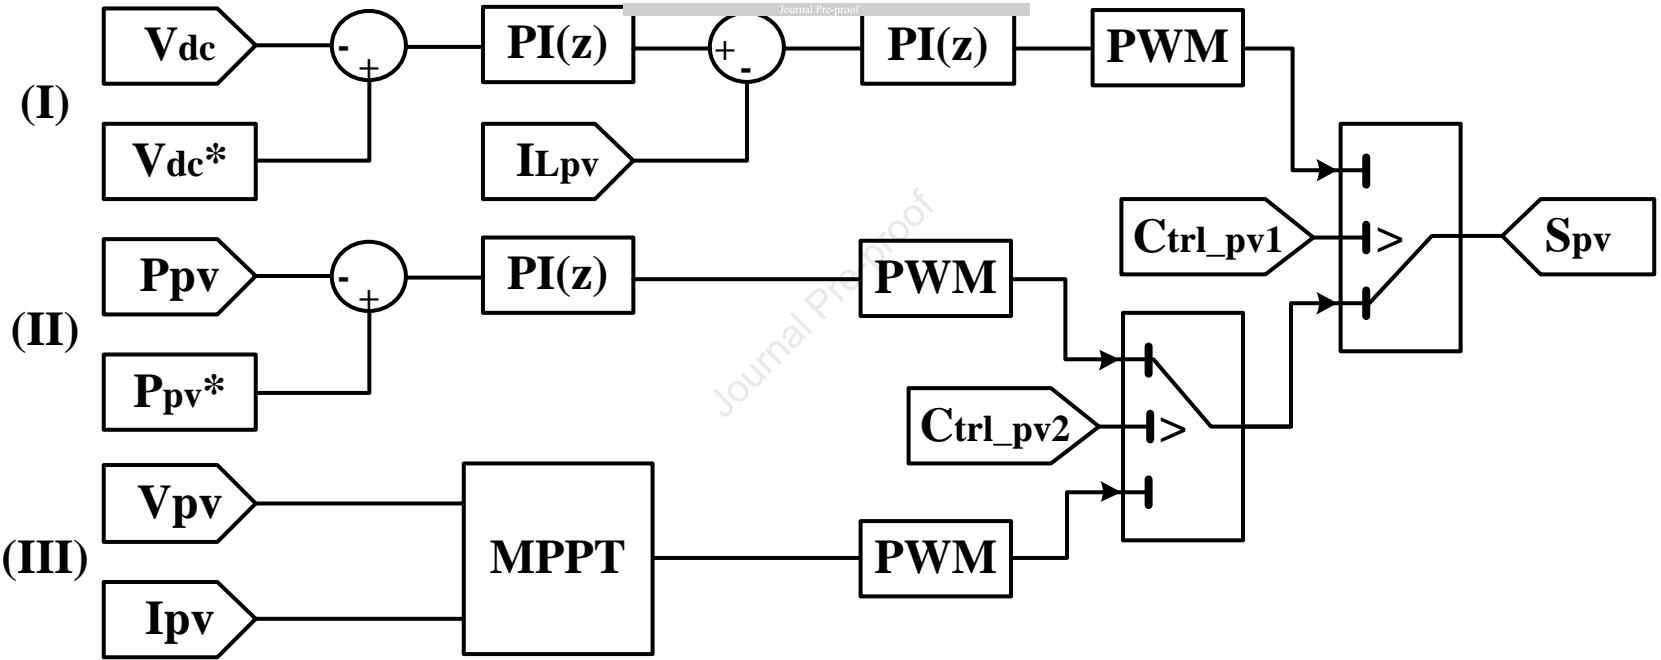 Journal Pre-proof
(I)
Vdc
-
+
Vdc*
PI(z)
+
-
ILpv
PI(z)
PWM
(II)
Ppv
-
+
Ppv*
PI(z)
PWM
(III)
Vpv
Ipv
MPPT
PWM
Ctrl_pv2
>
Ctrl_pv1
>
Spv
Journal Pre-proof